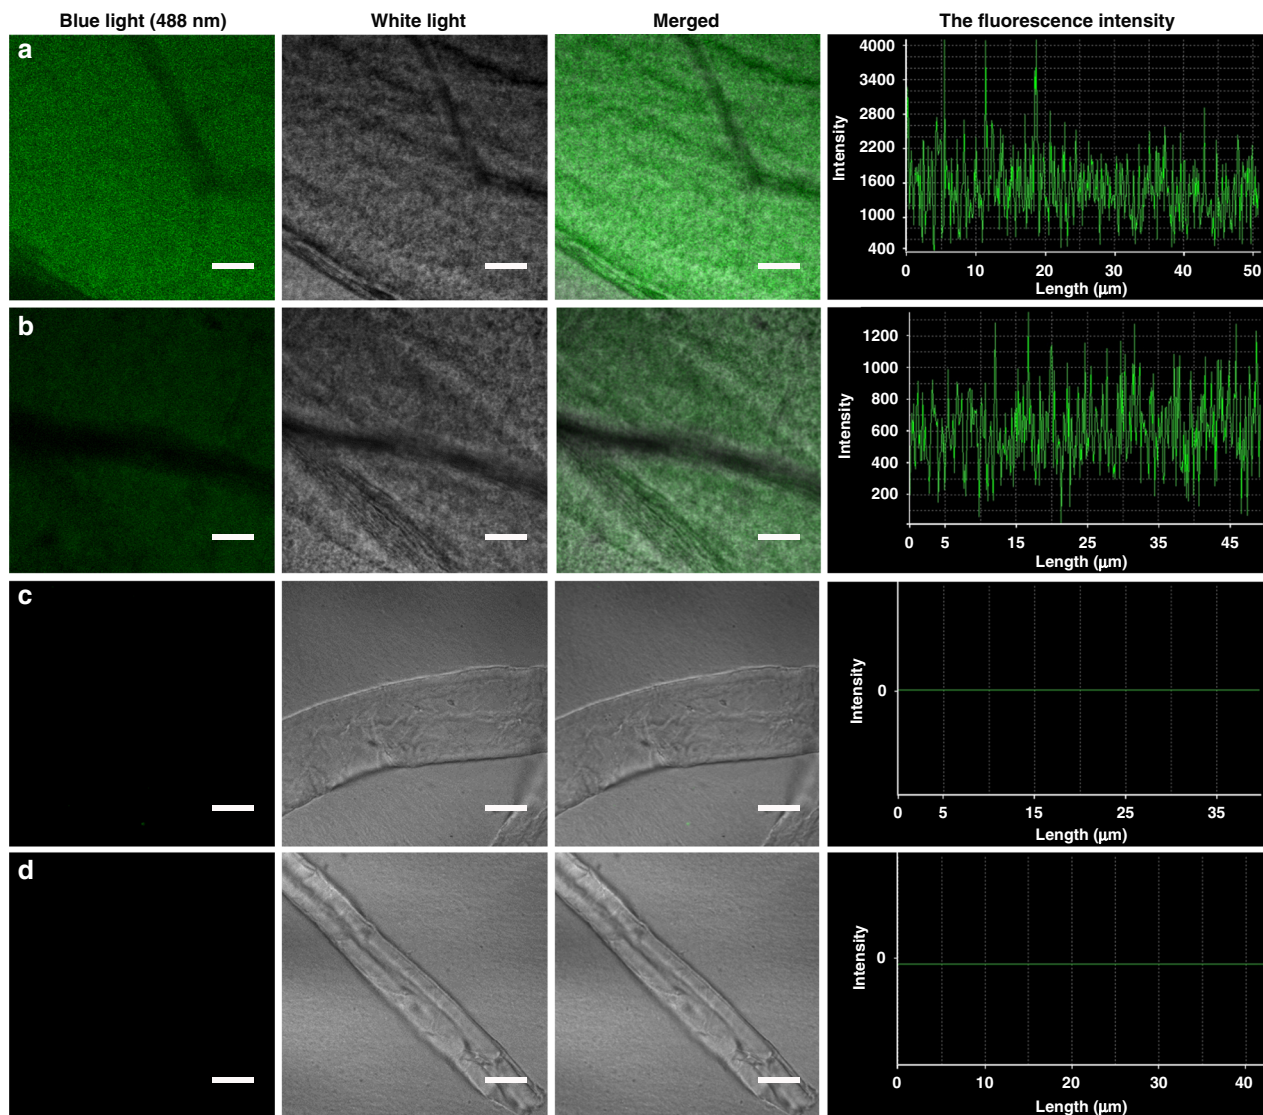 Blue light (488 nm) White light Merged The fluorescence intensity
a
4000
3400
2800
2200
1600
1000
400
Intensity
0 10 20 30 40 50
Length (μm)
b
1200
1000
800
600
400
200
Intensity
0 5 15 25 35 45
Length (μm)
c
0
Intensity
0 5 15 25 35
Length (μm)
d
0
Intensity
0 10 20 30 40
Length (μm)